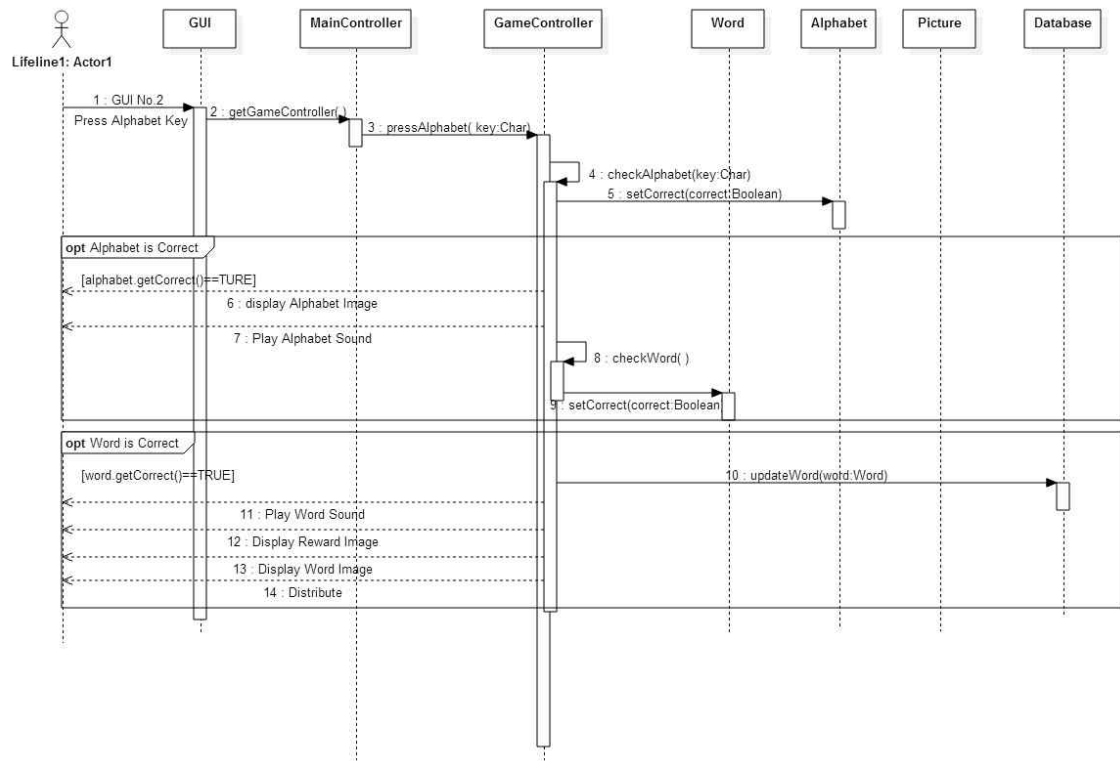 GUI
MainController
GameController
Word
Alphabet
Picture
Database
Lifeline1: Actor1
1 : GUI No.2
Press Alphabet Key
2 : getGameController( )
3 : pressAlphabet( key:Char)
4 : checkAlphabet(key:Char)
5 : setCorrect(correct:Boolean)
opt Alphabet is Correct
[alphabet.getCorrect()==TURE]
6 : display Alphabet Image
7 : Play Alphabet Sound
8 : checkWord( )
9 : setCorrect(correct:Boolean
opt Word is Correct
[word.getCorrect()==TRUE]
10 : updateWord(word:Word)
11 : Play Word Sound
12 : Display Reward Image
13 : Display Word Image
14 : Distribute